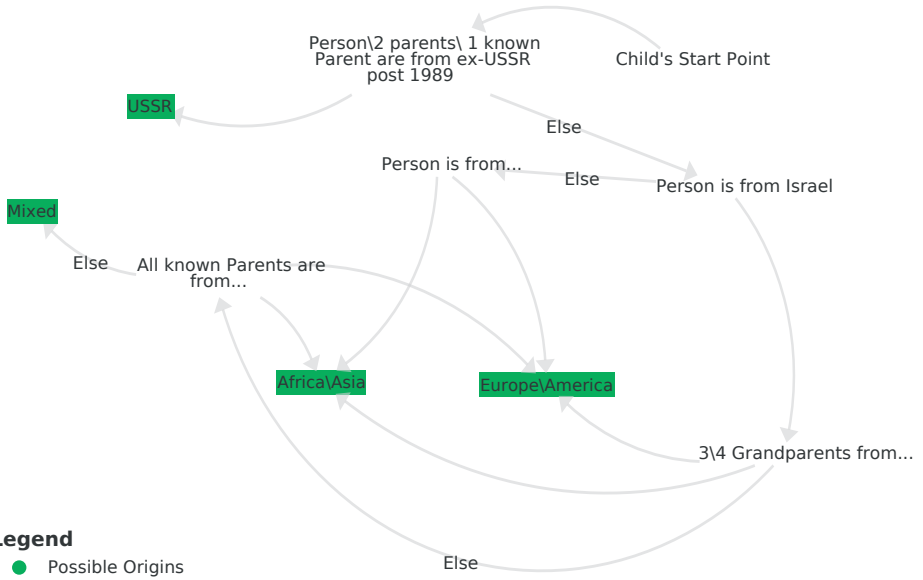 Person\2 parents\ 1 known
Parent are from ex-USSR
post 1989
Child's Start Point
USSR
Else
Person is from...
Else
Person is from Israel
Mixed
Else
All known Parents are
from...
Africa\Asia
Europe\America
3\4 Grandparents from...
Legend
Else
Possible Origins